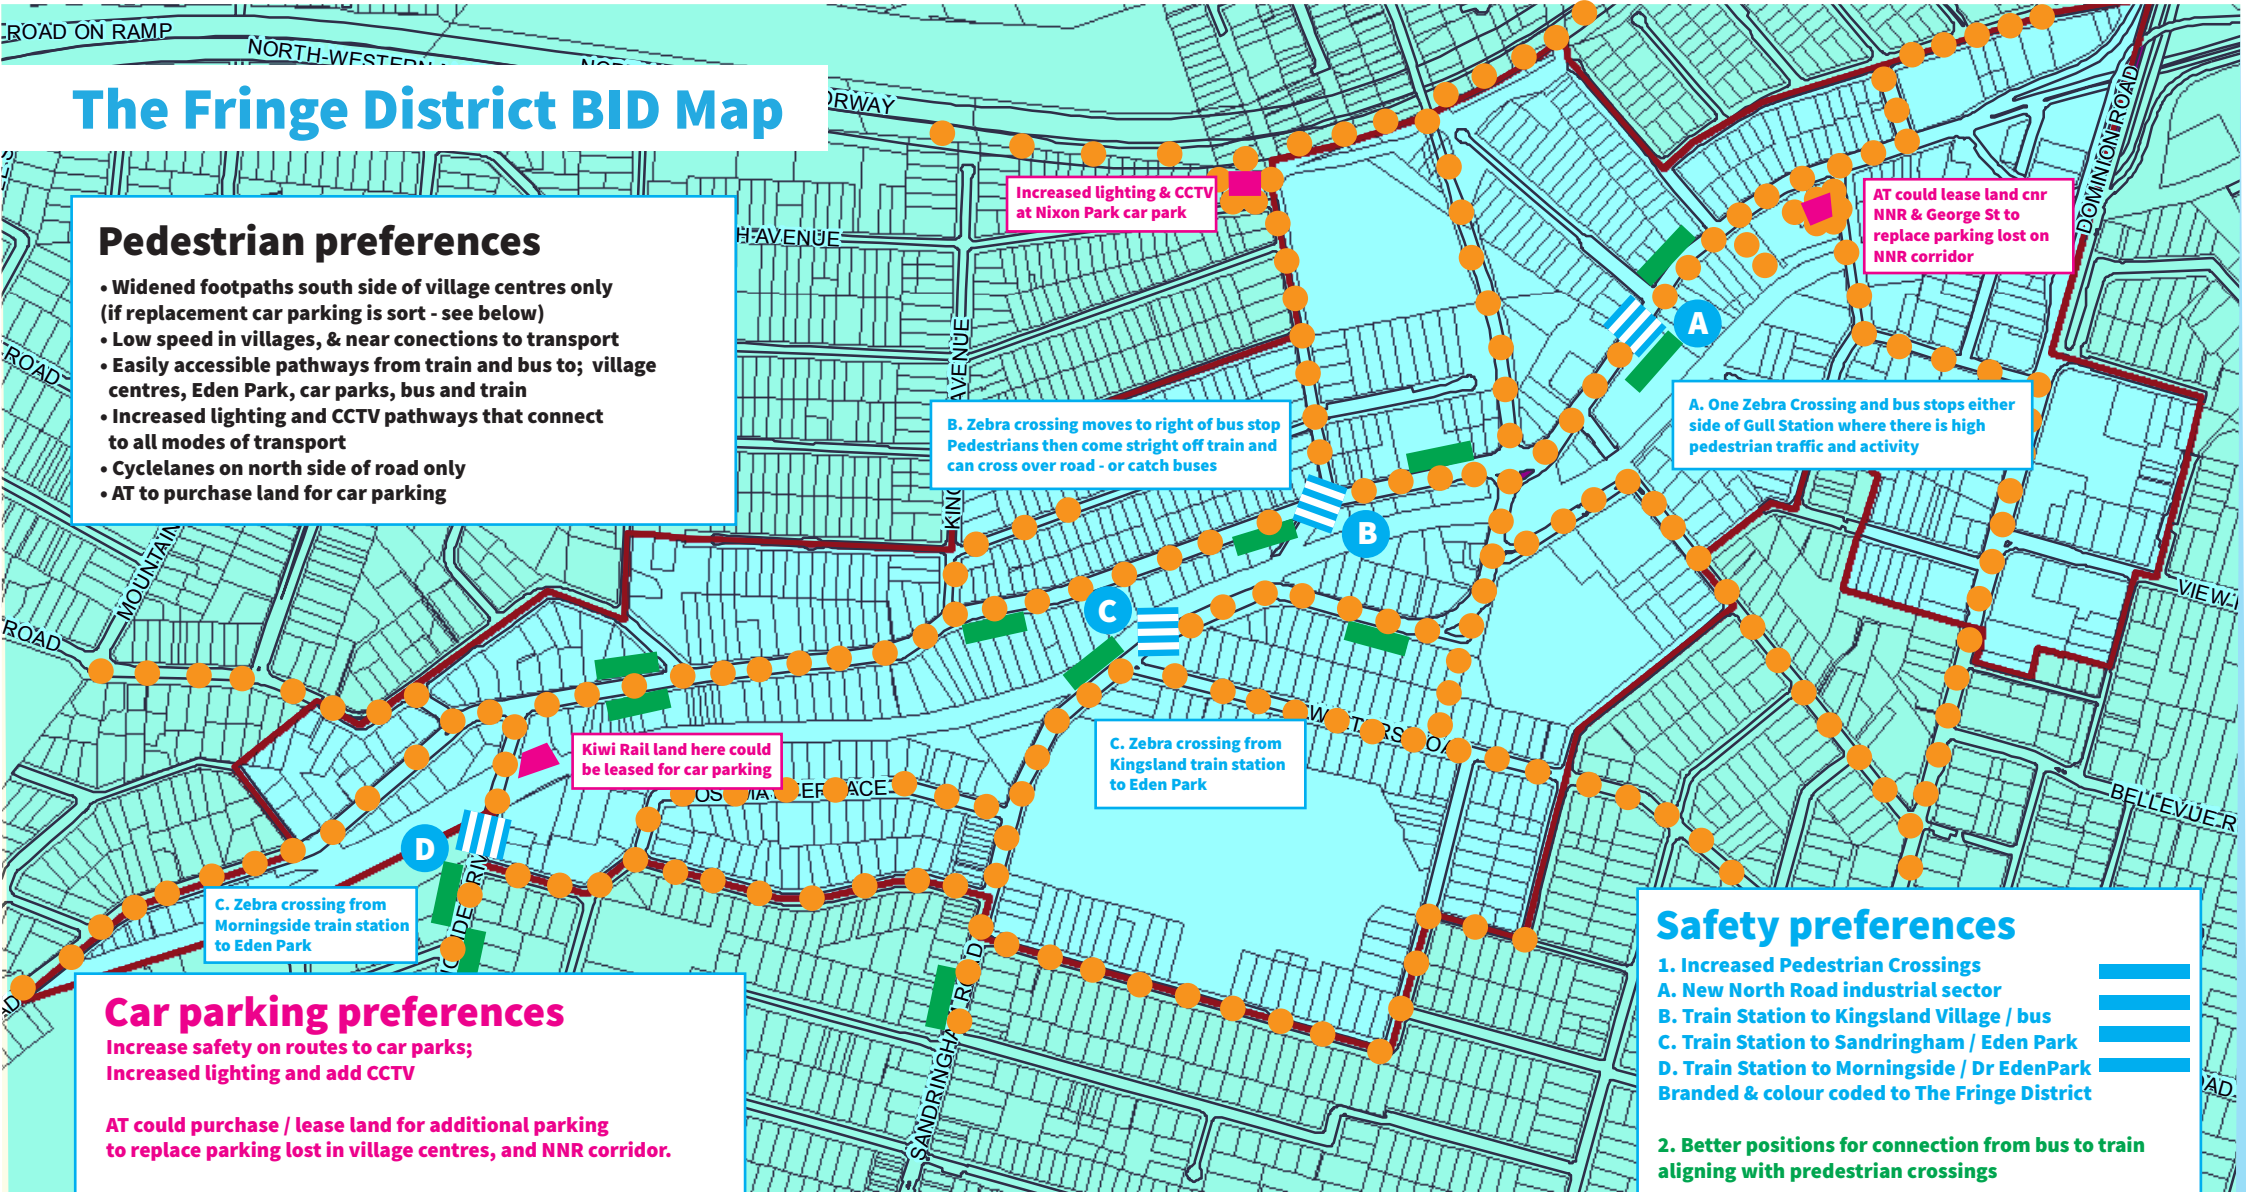 ROAD ON RAMP
NORTH-WESTERN
The Fringe District BID Map
ORWAY
DOMINION ROAD
Increased lighting & CCTV
at Nixon Park car park
AT could lease land cnr
NNR & George St to
replace parking lost on
NNR corridor
Pedestrian preferences
• Widened footpaths south side of village centres only
(if replacement car parking is sort - see below)
• Low speed in villages, & near conections to transport
• Easily accessible pathways from train and bus to; village
centres, Eden Park, car parks, bus and train
• Increased lighting and CCTV pathways that connect
to all modes of transport
• Cyclelanes on north side of road only
• AT to purchase land for car parking
H AVENUE
AVENUE
KING
ROAD
A
A. One Zebra Crossing and bus stops either
side of Gull Station where there is high
pedestrian traffic and activity
B. Zebra crossing moves to right of bus stop
Pedestrians then come stright off train and
can cross over road - or catch buses
B
MOUNTAIN
ROAD
C
VIEW
C. Zebra crossing from
Kingsland train station
to Eden Park
Kiwi Rail land here could
be leased for car parking
BELLEVUE R
D
C. Zebra crossing from
Morningside train station
to Eden Park
SANDRINGHAM ROAD
AD
Car parking preferences
Increase safety on routes to car parks;
Increased lighting and add CCTV
AT could purchase / lease land for additional parking
to replace parking lost in village centres, and NNR corridor.
Safety preferences
1. Increased Pedestrian Crossings
A. New North Road industrial sector
B. Train Station to Kingsland Village / bus
C. Train Station to Sandringham / Eden Park
D. Train Station to Morningside / Dr EdenPark
Branded & colour coded to The Fringe District
OAD
2. Better positions for connection from bus to train
aligning with predestrian crossings